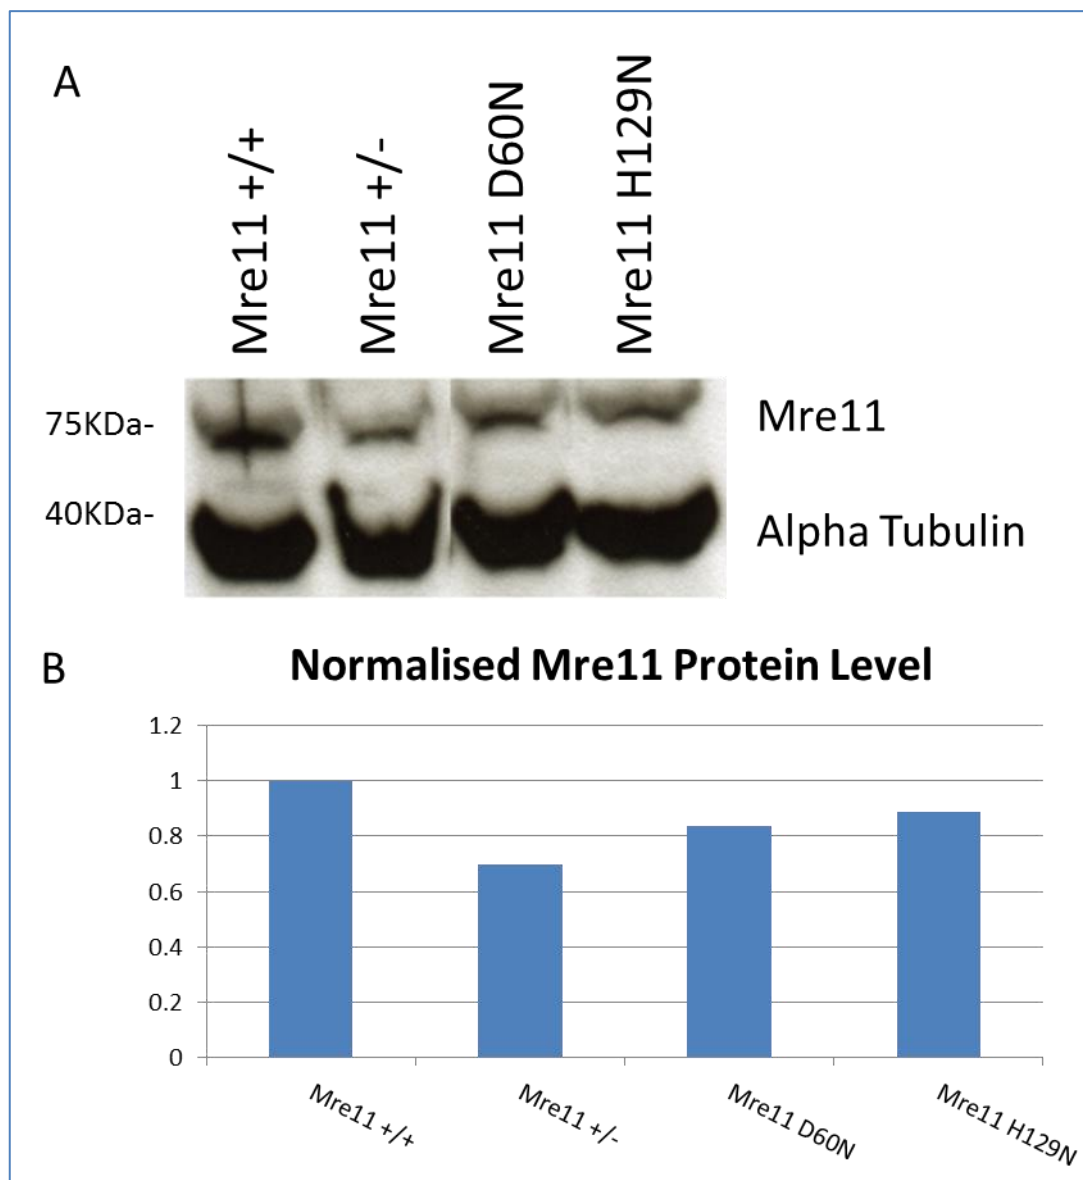 A
Mre11 +/+
Mre11 +/-
Mre11 D60N
Mre11 H129N
75KDa-
Mre11
40KDa-
Alpha Tubulin
B
Normalised Mre11 Protein Level
1.2
1
0.8
0.6
0.4
0.2
0
Mre11 +/+
Mre11 +/-
Mre11 D60N
Mre11 H129N